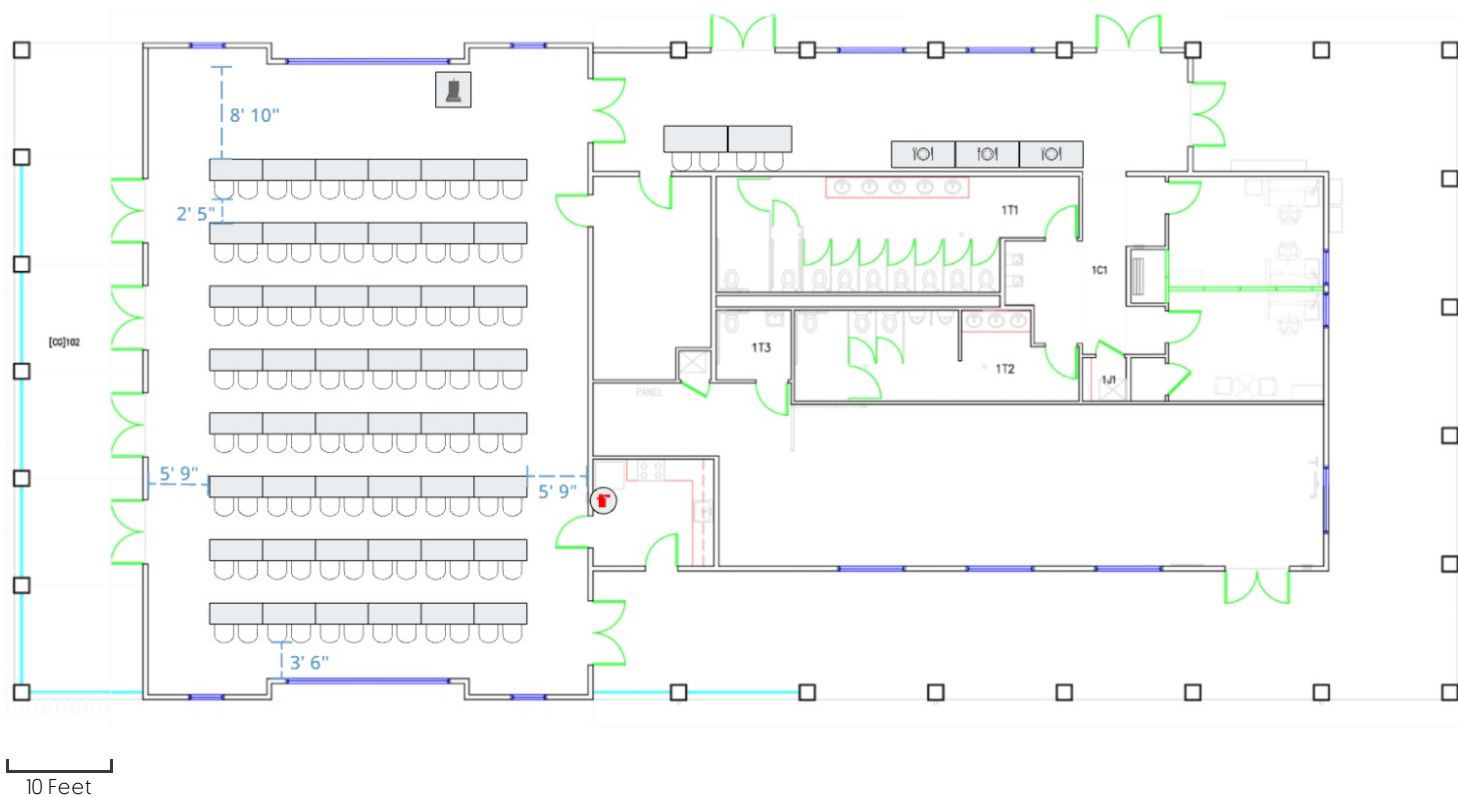 8' 10"
2' 5"
1T1
1C1
[CG]102
1T3
1T2
1J1
PANEL
5' 9"
5' 9"
3' 6"
10 Feet